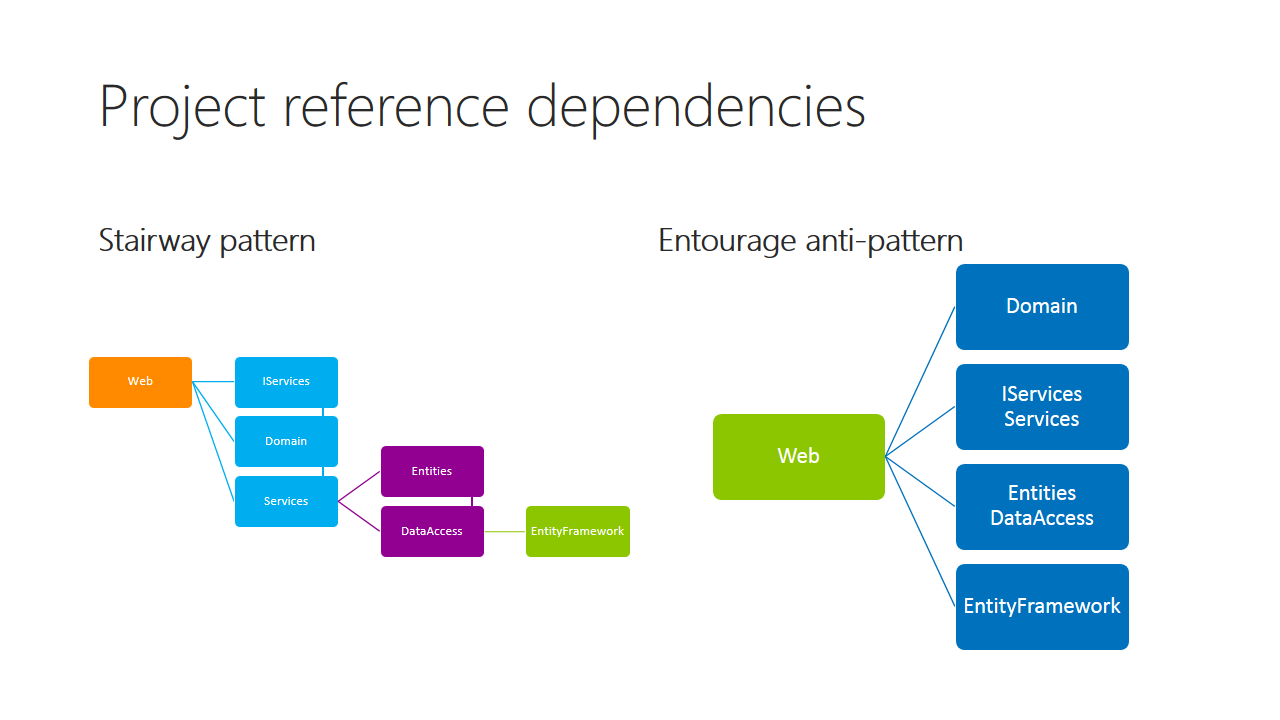 Project reference dependencies
Stairway pattern
Web
IServices
Domain
Services
Entities
DataAccess
EntityFramework
Entourage anti-pattern
Web
Domain
IServices
Services
Entities
DataAccess
EntityFramework